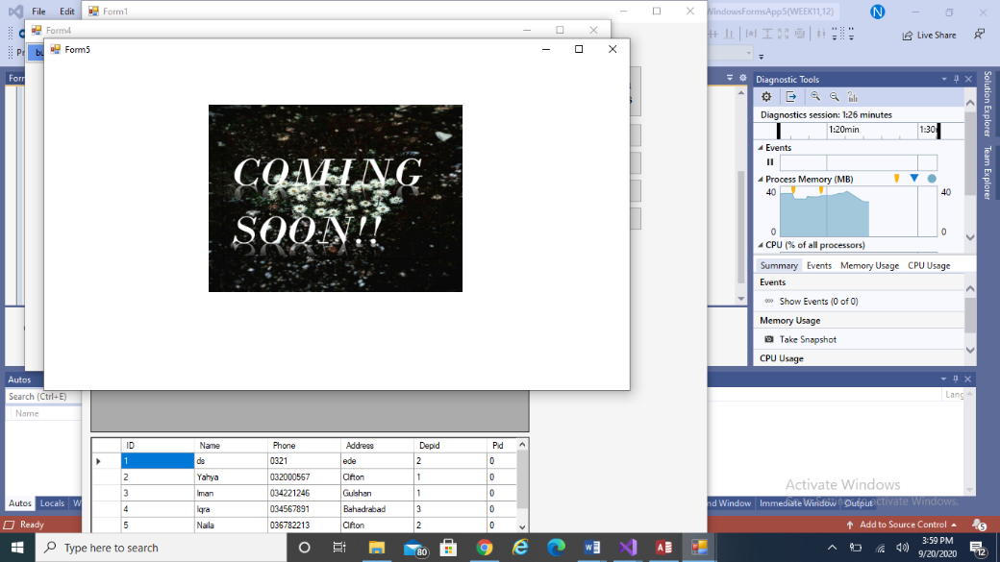 File Edit
Form1
WindowsFormsApp5(WEEK11,12)
N
Form4
Live Share
Form5
Pr
bu
Form
Diagnostic Tools
Solution Explorer
Team Explorer
Diagnostics session: 1:26 minutes
1:20min
1:30
Events
Process Memory (MB)
40
40
0
0
CPU (% of all processors)
Summary Events Memory Usage CPU Usage
Events
Show Events (0 of 0)
Memory Usage
Take Snapshot
CPU Usage
COMING
SOON!!
Autos
Search (Ctrl+E)
Name
Lang
ID Name Phone Address Depid Pid
1 ds 0321 ede 2 0
2 Yahya 032000567 Clifton 1 0
3 Iman 034221246 Gulshan 1 0
4 Iqra 034567891 Bahadrabad 3 0
5 Naila 036782213 Clifton 2 0
Activate Windows
Autos Locals W
nd Window Immediate Window Output
Ready
Add to Source Control
5
Type here to search
80
3:59 PM
9/20/2020
12